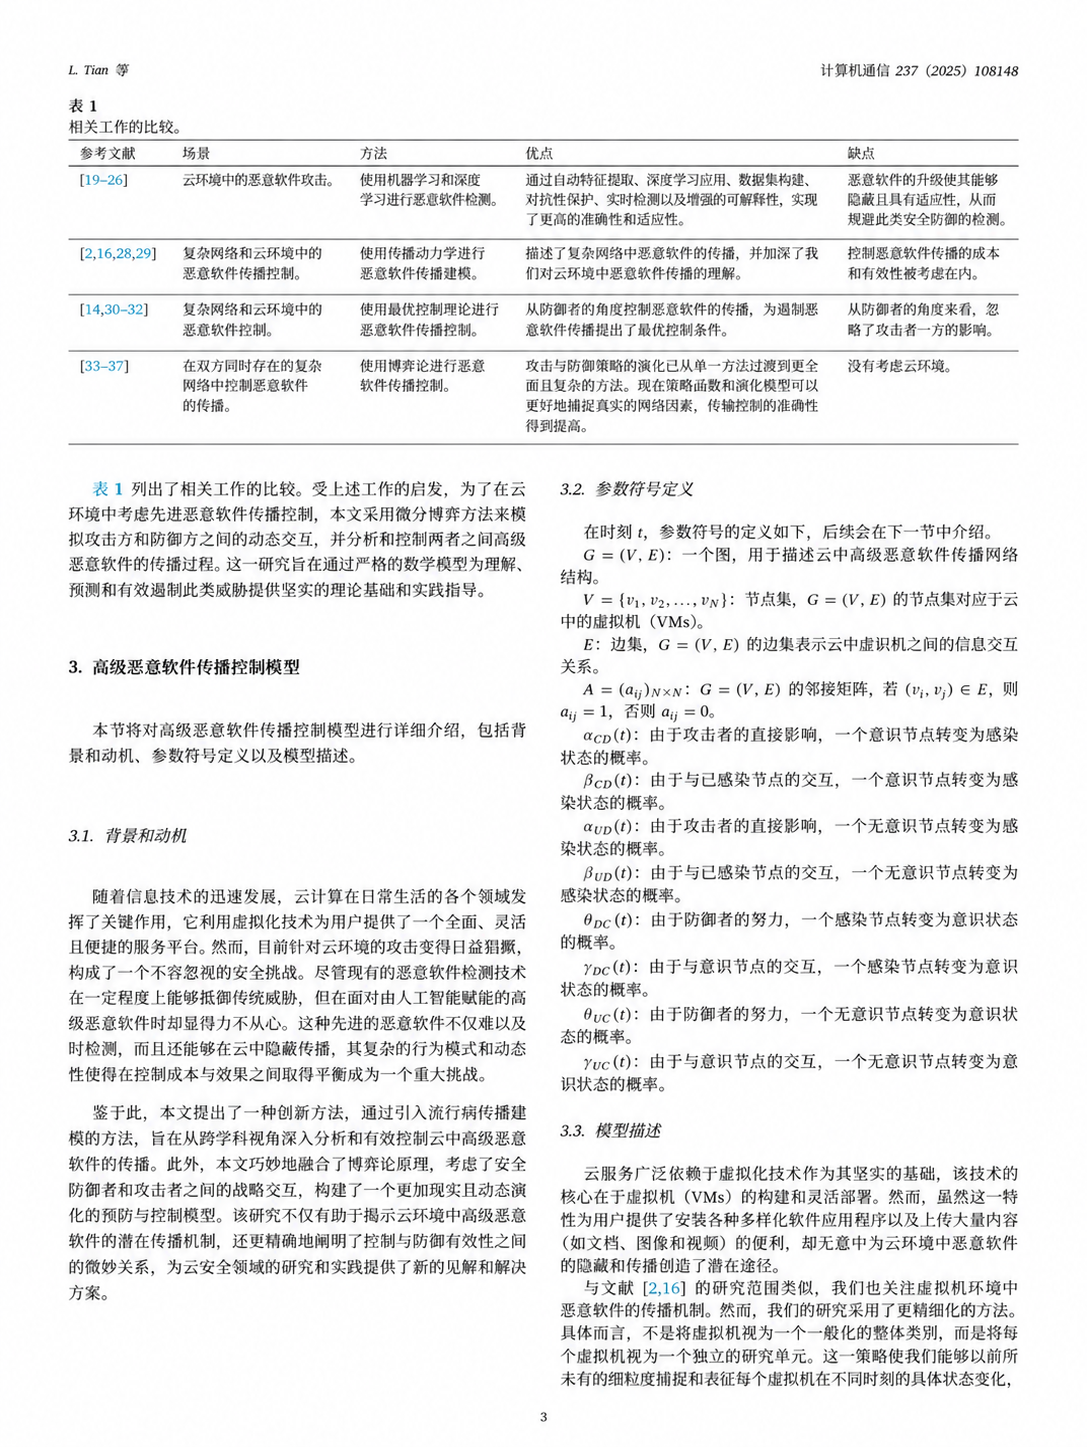 L. Tian 等
计算机通信 237（2025）108148
表 1
相关工作的比较。
参考文献 场景 方法 优点 缺点
[19–26] 云环境中的恶意软件攻击。 使用机器学习和深度 通过自动特征提取、深度学习应用、数据集构建、 恶意软件的升级使其能够
学习进行恶意软件检测。 对抗性保护、实时检测以及增强的可解释性，实现 隐蔽且具有适应性，从而
了更高的准确性和适应性。 规避此类安全防御的检测。
[2,16,28,29] 复杂网络和云环境中的 使用传播动力学进行 描述了复杂网络中恶意软件的传播，并加深了我 控制恶意软件传播的成本
恶意软件传播控制。 恶意软件传播建模。 们对云环境中恶意软件传播的理解。 和有效性被考虑在内。
[14,30–32] 复杂网络和云环境中的 使用最优控制理论进行 从防御者的角度控制恶意软件的传播，为遏制恶 从防御者的角度来看，忽
恶意软件控制。 恶意软件传播控制。 意软件传播提出了最优控制条件。 略了攻击者一方的影响。
[33–37] 在双方同时存在的复杂 使用博弈论进行恶意 攻击与防御策略的演化已从单一方法过渡到更全 没有考虑云环境。
网络中控制恶意软件 软件传播控制。 面且复杂的方法。现在策略函数和演化模型可以
的传播。 更好地捕捉真实的网络因素，传输控制的准确性
得到提高。
表 1 列出了相关工作的比较。受上述工作的启发，为了在云
环境中考虑先进恶意软件传播控制，本文采用微分博弈方法来模
拟攻击方和防御方之间的动态交互，并分析和控制两者之间高级
恶意软件的传播过程。这一研究旨在通过严格的数学模型为理解、
预测和有效遏制此类威胁提供坚实的理论基础和实践指导。
3. 高级恶意软件传播控制模型
本节将对高级恶意软件传播控制模型进行详细介绍，包括背
景和动机、参数符号定义以及模型描述。
3.1. 背景和动机
随着信息技术的迅速发展，云计算在日常生活的各个领域发
挥了关键作用，它利用虚拟化技术为用户提供了一个全面、灵活
且便捷的服务平台。然而，目前针对云环境的攻击变得日益猖獗，
构成了一个不容忽视的安全挑战。尽管现有的恶意软件检测技术
在一定程度上能够抵御传统威胁，但在面对由人工智能赋能的高
级恶意软件时却显得力不从心。这种先进的恶意软件不仅难以及
时检测，而且还能够在云中隐蔽传播，其复杂的行为模式和动态
性使得在控制成本与效果之间取得平衡成为一个重大挑战。
鉴于此，本文提出了一种创新方法，通过引入流行病传播建
模的方法，旨在从跨学科视角深入分析和有效控制云中高级恶意
软件的传播。此外，本文巧妙地融合了博弈论原理，考虑了安全
防御者和攻击者之间的战略交互，构建了一个更加现实且动态演
化的预防与控制模型。该研究不仅有助于揭示云环境中高级恶意
软件的潜在传播机制，还更精确地阐明了控制与防御有效性之间
的微妙关系，为云安全领域的研究和实践提供了新的见解和解决
方案。
3.2. 参数符号定义
在时刻 t，参数符号的定义如下，后续会在下一节中介绍。
G = (V, E)：一个图，用于描述云中高级恶意软件传播网络
结构。
V = {v₁, v₂, …, v_N}：节点集，G = (V, E) 的节点集对应于云
中的虚拟机（VMs）。
E：边集，G = (V, E) 的边集表示云中虚识机之间的信息交互
关系。
A = (a_ij)_N×N：G = (V, E) 的邻接矩阵，若 (v_i, v_j) ∈ E，则
a_ij = 1，否则 a_ij = 0。
α_CD(t)：由于攻击者的直接影响，一个意识节点转变为感染
状态的概率。
β_CD(t)：由于与已感染节点的交互，一个意识节点转变为感
染状态的概率。
α_UD(t)：由于攻击者的直接影响，一个无意识节点转变为感
染状态的概率。
β_UD(t)：由于与已感染节点的交互，一个无意识节点转变为
感染状态的概率。
θ_DC(t)：由于防御者的努力，一个感染节点转变为意识状态
的概率。
γ_DC(t)：由于与意识节点的交互，一个感染节点转变为意识
状态的概率。
θ_UC(t)：由于防御者的努力，一个无意识节点转变为意识状
态的概率。
γ_UC(t)：由于与意识节点的交互，一个无意识节点转变为意
识状态的概率。
3.3. 模型描述
云服务广泛依赖于虚拟化技术作为其坚实的基础，该技术的
核心在于虚拟机（VMs）的构建和灵活部署。然而，虽然这一特
性为用户提供了安装各种多样化软件应用程序以及上传大量内容
（如文档、图像和视频）的便利，却无意中为云环境中恶意软件
的隐藏和传播创造了潜在途径。
与文献 [2,16] 的研究范围类似，我们也关注虚拟机环境中
恶意软件的传播机制。然而，我们的研究采用了更精细化的方法。
具体而言，不是将虚拟机视为一个一般化的整体类别，而是将每
个虚拟机视为一个独立的研究单元。这一策略使我们能够以前所
未有的细粒度捕捉和表征每个虚拟机在不同时刻的具体状态变化，
3